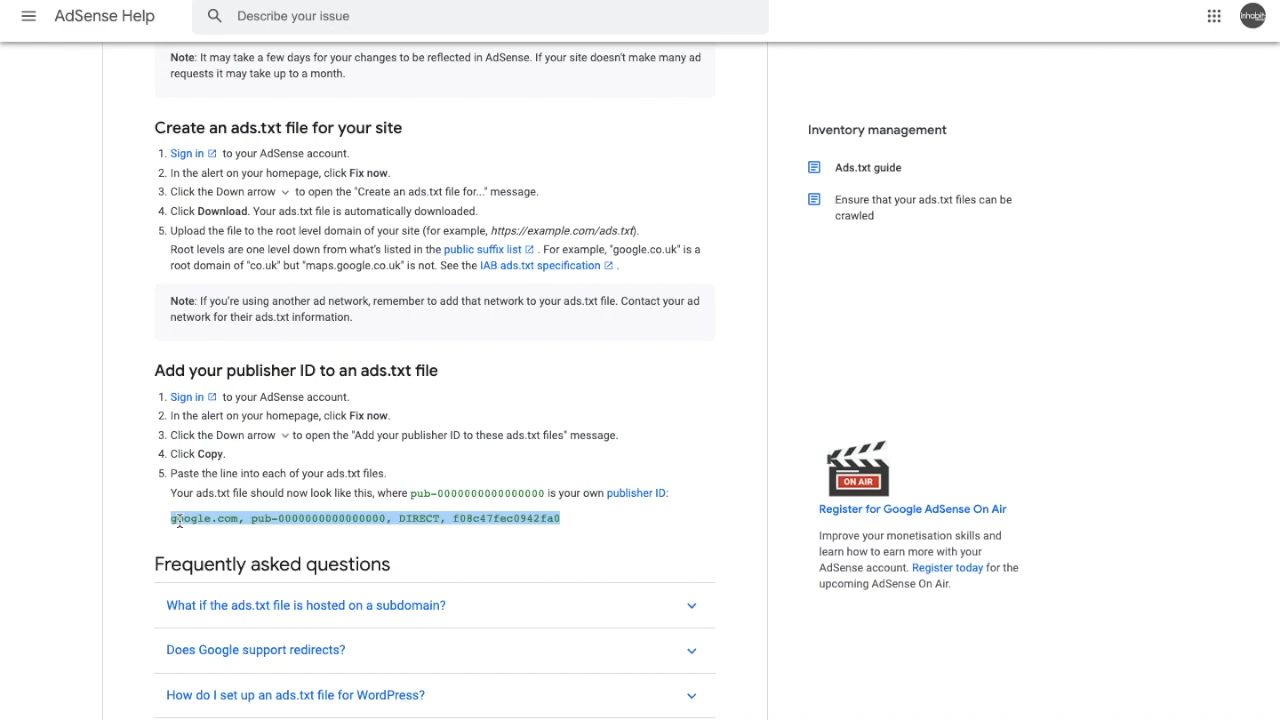 AdSense Help
Describe your issue
Inhabit
Note: It may take a few days for your changes to be reflected in AdSense. If your site doesn't make many ad
requests it may take up to a month.
Create an ads.txt file for your site
1. Sign in to your AdSense account.
2. In the alert on your homepage, click Fix now.
3. Click the Down arrow to open the "Create an ads.txt file for..." message.
4. Click Download. Your ads.txt file is automatically downloaded.
5. Upload the file to the root level domain of your site (for example, https://example.com/ads.txt).
Root levels are one level down from what's listed in the public suffix list . For example, "google.co.uk" is a
root domain of "co.uk" but "maps.google.co.uk" is not. See the IAB ads.txt specification .
Note: If you're using another ad network, remember to add that network to your ads.txt file. Contact your ad
network for their ads.txt information.
Add your publisher ID to an ads.txt file
1. Sign in to your AdSense account.
2. In the alert on your homepage, click Fix now.
3. Click the Down arrow to open the "Add your publisher ID to these ads.txt files" message.
4. Click Copy.
5. Paste the line into each of your ads.txt files.
Your ads.txt file should now look like this, where pub-0000000000000000 is your own publisher ID:
google.com, pub-0000000000000000, DIRECT, f08c47fec0942fa0
Frequently asked questions
What if the ads.txt file is hosted on a subdomain?
Does Google support redirects?
How do I set up an ads.txt file for WordPress?
Inventory management
Ads.txt guide
Ensure that your ads.txt files can be
crawled
ON AIR
Register for Google AdSense On Air
Improve your monetisation skills and
learn how to earn more with your
AdSense account. Register today for the
upcoming AdSense On Air.